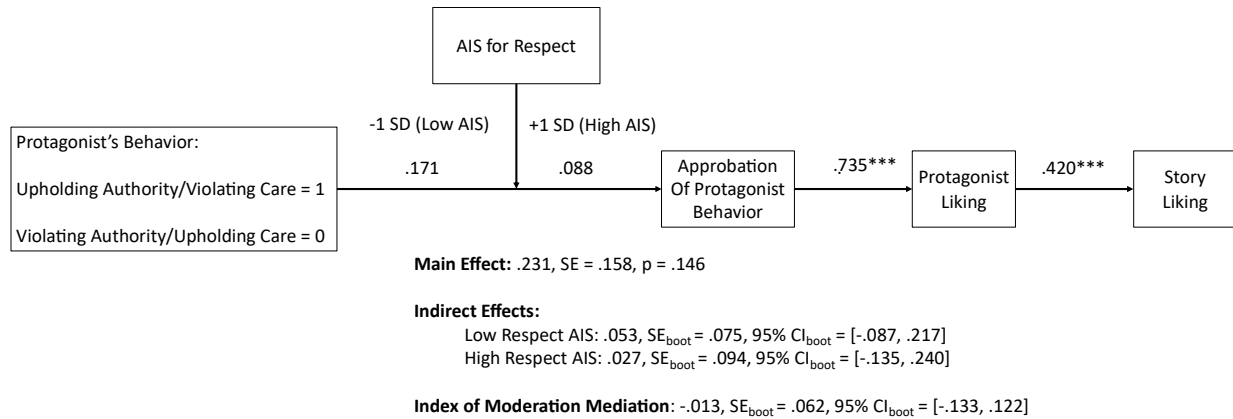 AIS for Respect
-1 SD (Low AIS)
+1 SD (High AIS)
Protagonist's Behavior:
Upholding Authority/Violating Care = 1
Violating Authority/Upholding Care = 0
.171
.088
Approbation
Of Protagonist
Behavior
.735***
Protagonist
Liking
.420***
Story
Liking
Main Effect: .231, SE = .158, p = .146
Indirect Effects:
Low Respect AIS: .053, SEboot = .075, 95% CIboot = [-.087, .217]
High Respect AIS: .027, SEboot = .094, 95% CIboot = [-.135, .240]
Index of Moderation Mediation: -.013, SEboot = .062, 95% CIboot = [-.133, .122]